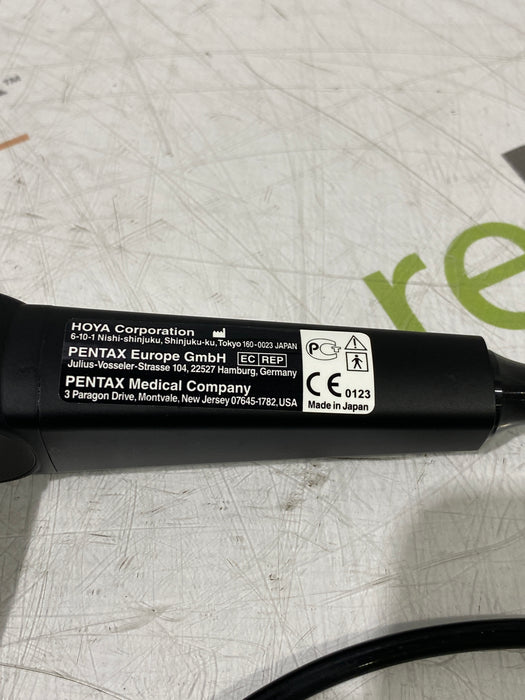 TM
re
HOYA Corporation
6-10-1 Nishi-shinjuku, Shinjuku-ku, Tokyo 160-0023 JAPAN
PENTAX Europe GmbH EC REP
Julius-Vosseler-Strasse 104, 22527 Hamburg, Germany
PENTAX Medical Company
3 Paragon Drive, Montvale, New Jersey 07645-1782, USA
CE 0123
Made in Japan